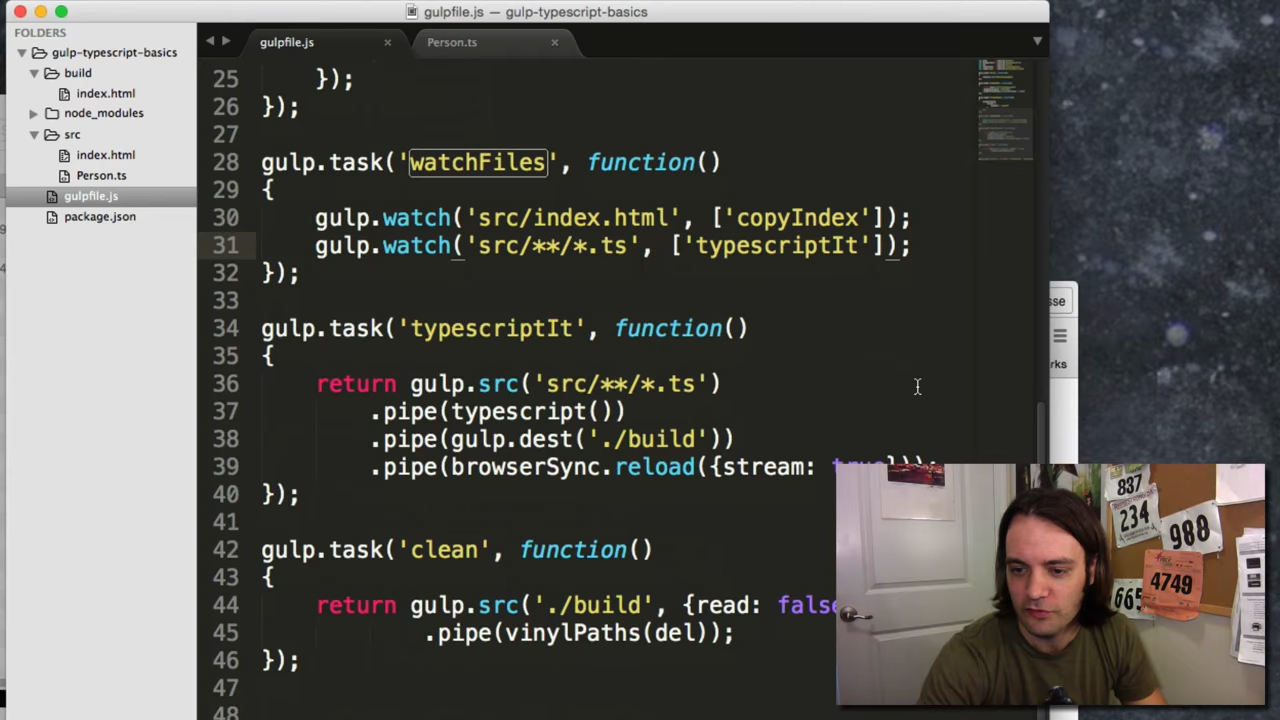 gulpfile.js — gulp-typescript-basics
FOLDERS
gulp-typescript-basics
build
index.html
node_modules
src
index.html
Person.ts
gulpfile.js
package.json
gulpfile.js
Person.ts
25 });
26 });
27
28 gulp.task('watchFiles', function()
29 {
30 gulp.watch('src/index.html', ['copyIndex']);
31 gulp.watch('src/**/*.ts', ['typescriptIt']);
32 });
33
34 gulp.task('typescriptIt', function()
35 {
36 return gulp.src('src/**/*.ts')
37 .pipe(typescript())
38 .pipe(gulp.dest('./build'))
39 .pipe(browserSync.reload({stream: true}));
40 });
41
42 gulp.task('clean', function()
43 {
44 return gulp.src('./build', {read: false
45 .pipe(vinylPaths(del));
46 });
47
48
sse
rks
837
234
988
4749
665